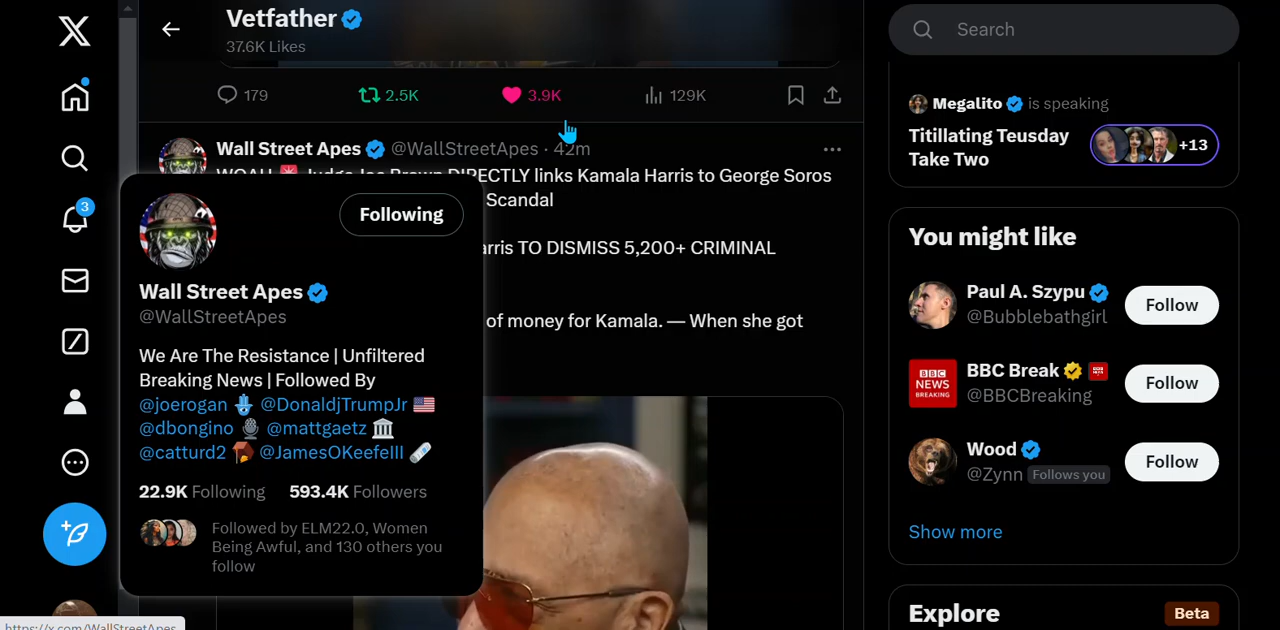 Vetfather
37.6K Likes
179
2.5K
3.9K
129K
Wall Street Apes @WallStreetApes · 42m
DIRECTLY links Kamala Harris to George Soros
Scandal
TO DISMISS 5,200+ CRIMINAL
of money for Kamala. — When she got
Following
Wall Street Apes
@WallStreetApes
We Are The Resistance | Unfiltered
Breaking News | Followed By
@joerogan @DonaldjTrumpJr
@dbongino @mattgaetz
@catturd2 @JamesOKeefeIII
22.9K Following 593.4K Followers
Followed by ELM22.0, Women
Being Awful, and 130 others you
follow
3
Search
Megalito is speaking
Titillating Teusday
Take Two
+13
You might like
Paul A. Szypu
@Bubblebathgirl
Follow
BBC NEWS BREAKING
BBC Break
@BBCBreaking
Follow
Wood
@Zynn Follows you
Follow
Show more
Explore
Beta
https://x.com/WallStreetApes